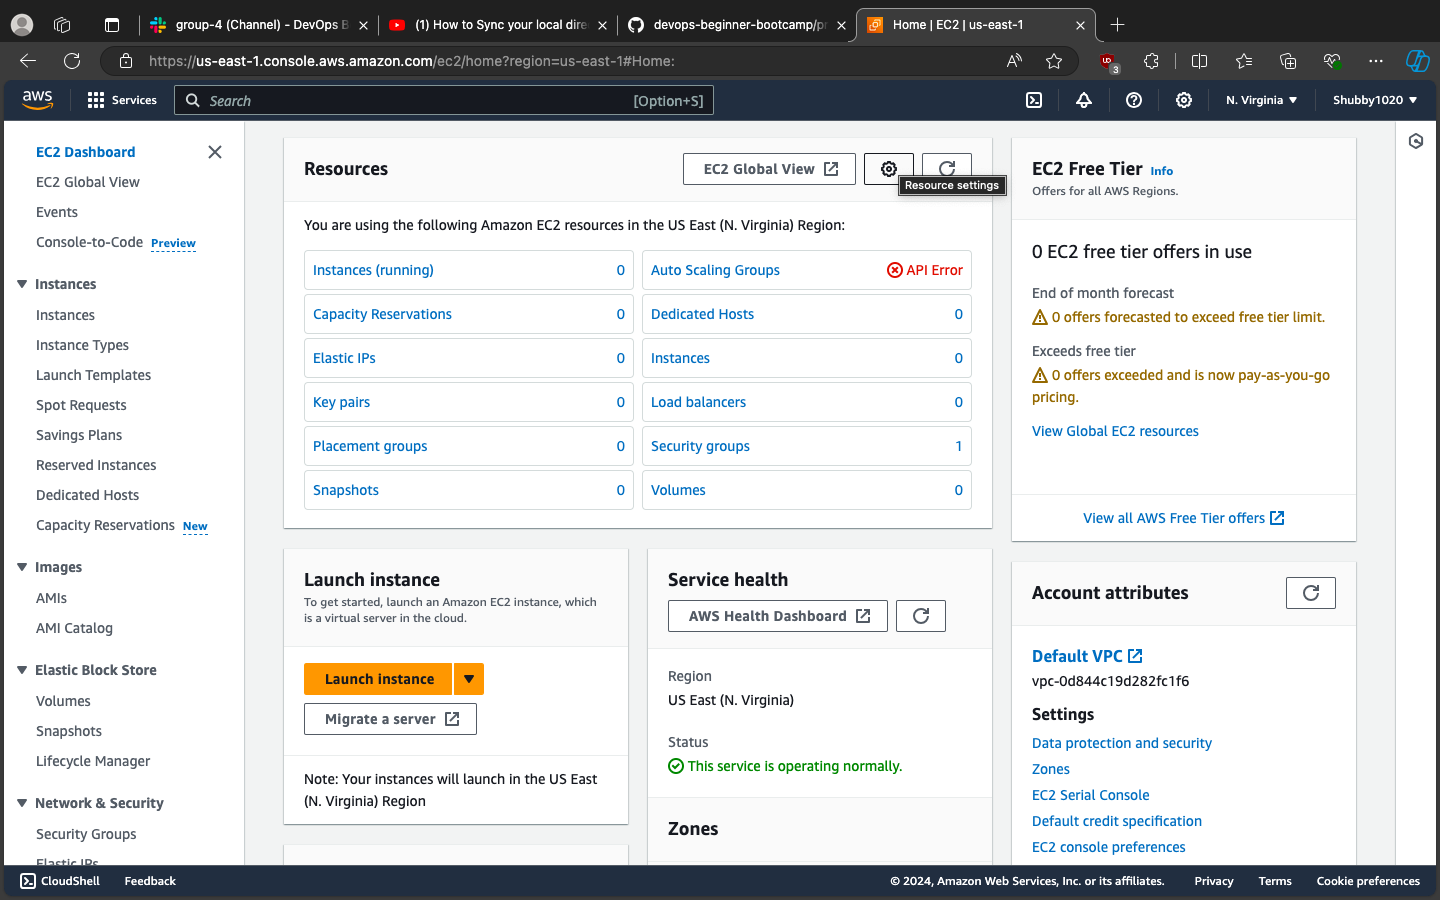 group-4 (Channel) - DevOps B
(1) How to Sync your local dire
devops-beginner-bootcamp/pr
Home | EC2 | us-east-1
https://us-east-1.console.aws.amazon.com/ec2/home?region=us-east-1#Home:
3
aws
Services
Search
[Option+S]
N. Virginia
Shubby1020
EC2 Dashboard
EC2 Global View
Events
Console-to-Code Preview
Instances
Instances
Instance Types
Launch Templates
Spot Requests
Savings Plans
Reserved Instances
Dedicated Hosts
Capacity Reservations New
Images
AMIs
AMI Catalog
Elastic Block Store
Volumes
Snapshots
Lifecycle Manager
Network & Security
Security Groups
Elastic IPs
Resources
EC2 Global View
Resource settings
You are using the following Amazon EC2 resources in the US East (N. Virginia) Region:
Instances (running) 0
Auto Scaling Groups API Error
Capacity Reservations 0
Dedicated Hosts 0
Elastic IPs 0
Instances 0
Key pairs 0
Load balancers 0
Placement groups 0
Security groups 1
Snapshots 0
Volumes 0
Launch instance
To get started, launch an Amazon EC2 instance, which
is a virtual server in the cloud.
Launch instance
Migrate a server
Note: Your instances will launch in the US East
(N. Virginia) Region
Service health
AWS Health Dashboard
Region
US East (N. Virginia)
Status
This service is operating normally.
Zones
EC2 Free Tier Info
Offers for all AWS Regions.
0 EC2 free tier offers in use
End of month forecast
0 offers forecasted to exceed free tier limit.
Exceeds free tier
0 offers exceeded and is now pay-as-you-go
pricing.
View Global EC2 resources
View all AWS Free Tier offers
Account attributes
Default VPC
vpc-0d844c19d282fc1f6
Settings
Data protection and security
Zones
EC2 Serial Console
Default credit specification
EC2 console preferences
CloudShell
Feedback
© 2024, Amazon Web Services, Inc. or its affiliates.
Privacy
Terms
Cookie preferences